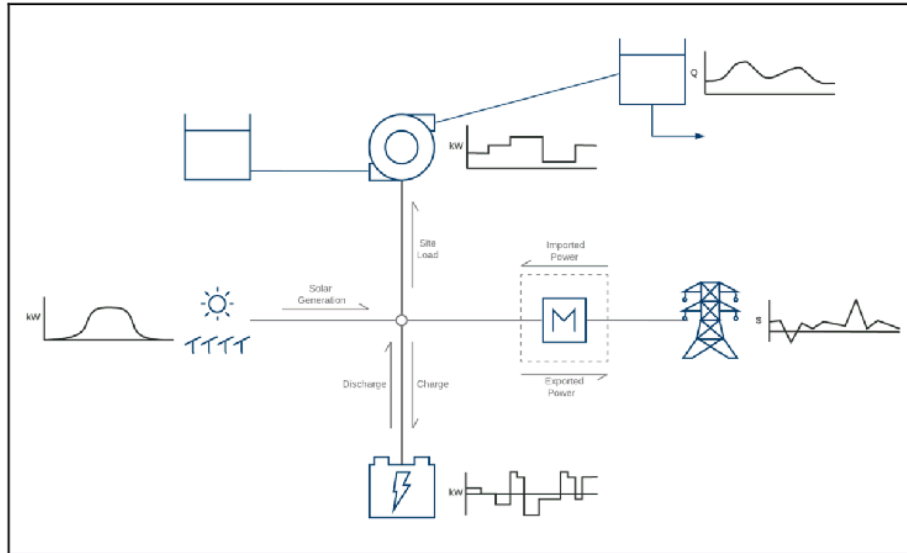 Q
kW
Site
Load
Imported
Power
Solar
Generation
kW
M
$
Exported
Power
Discharge
Charge
kW